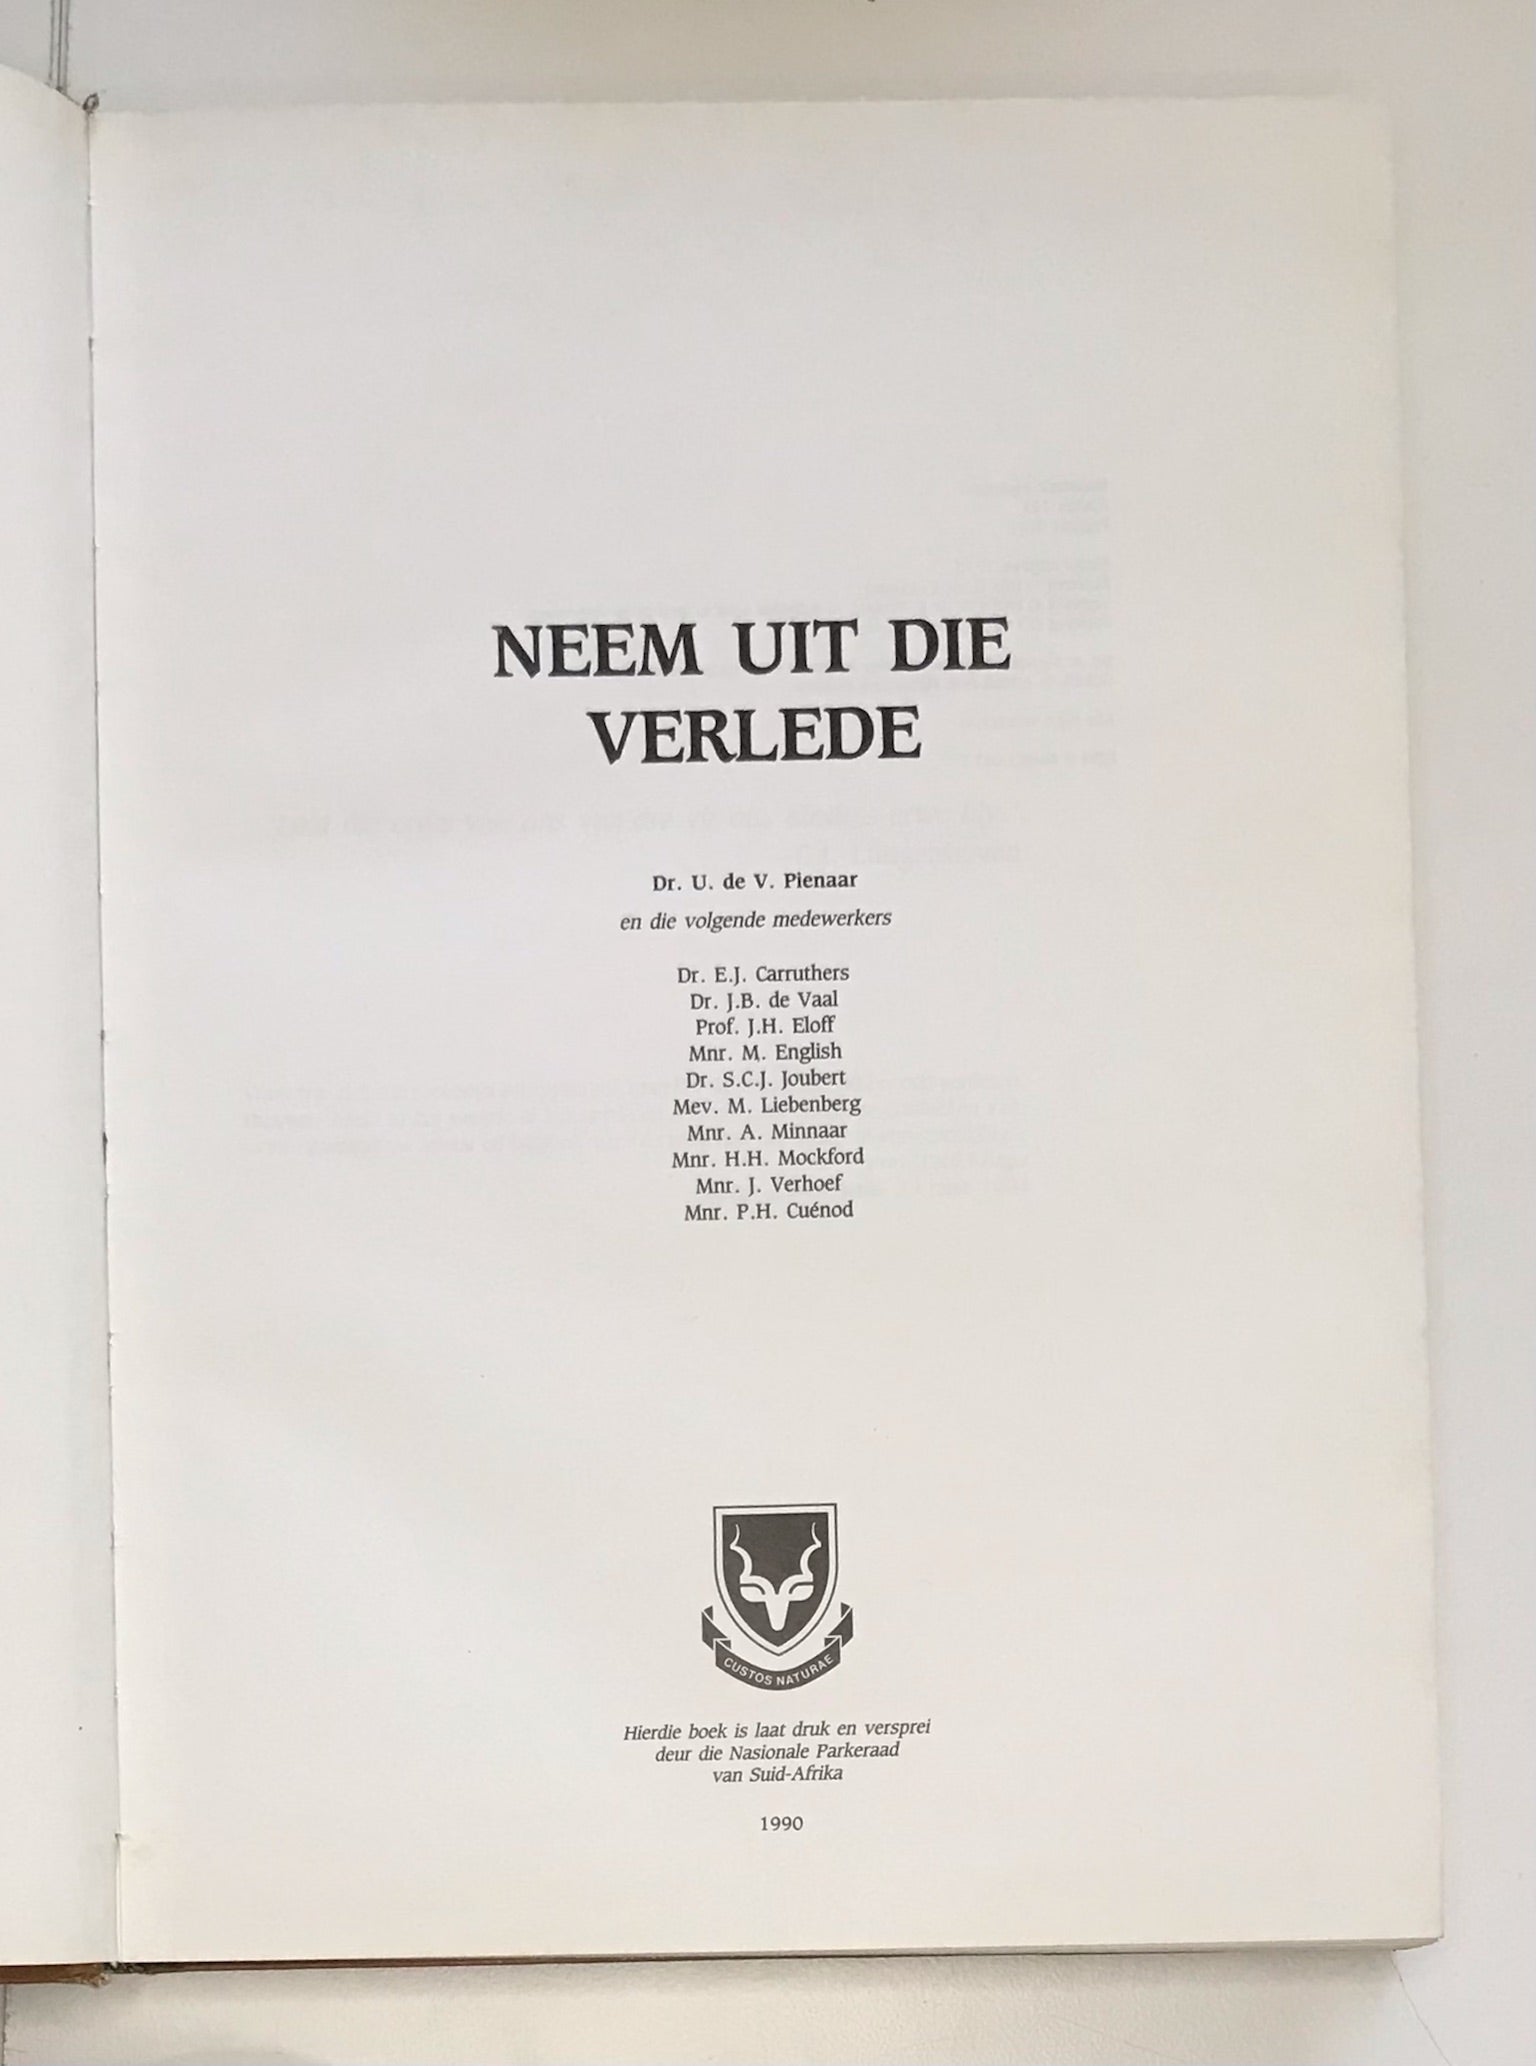 NEEM UIT DIE
VERLEDE
Dr. U. de V. Pienaar
en die volgende medewerkers
Dr. E.J. Carruthers
Dr. J.B. de Vaal
Prof. J.H. Eloff
Mnr. M. English
Dr. S.C.J. Joubert
Mev. M. Liebenberg
Mnr. A. Minnaar
Mnr. H.H. Mockford
Mnr. J. Verhoef
Mnr. P.H. Cuénod
CUSTOS NATURAE
Hierdie boek is laat druk en versprei
deur die Nasionale Parkeraad
van Suid-Afrika
1990